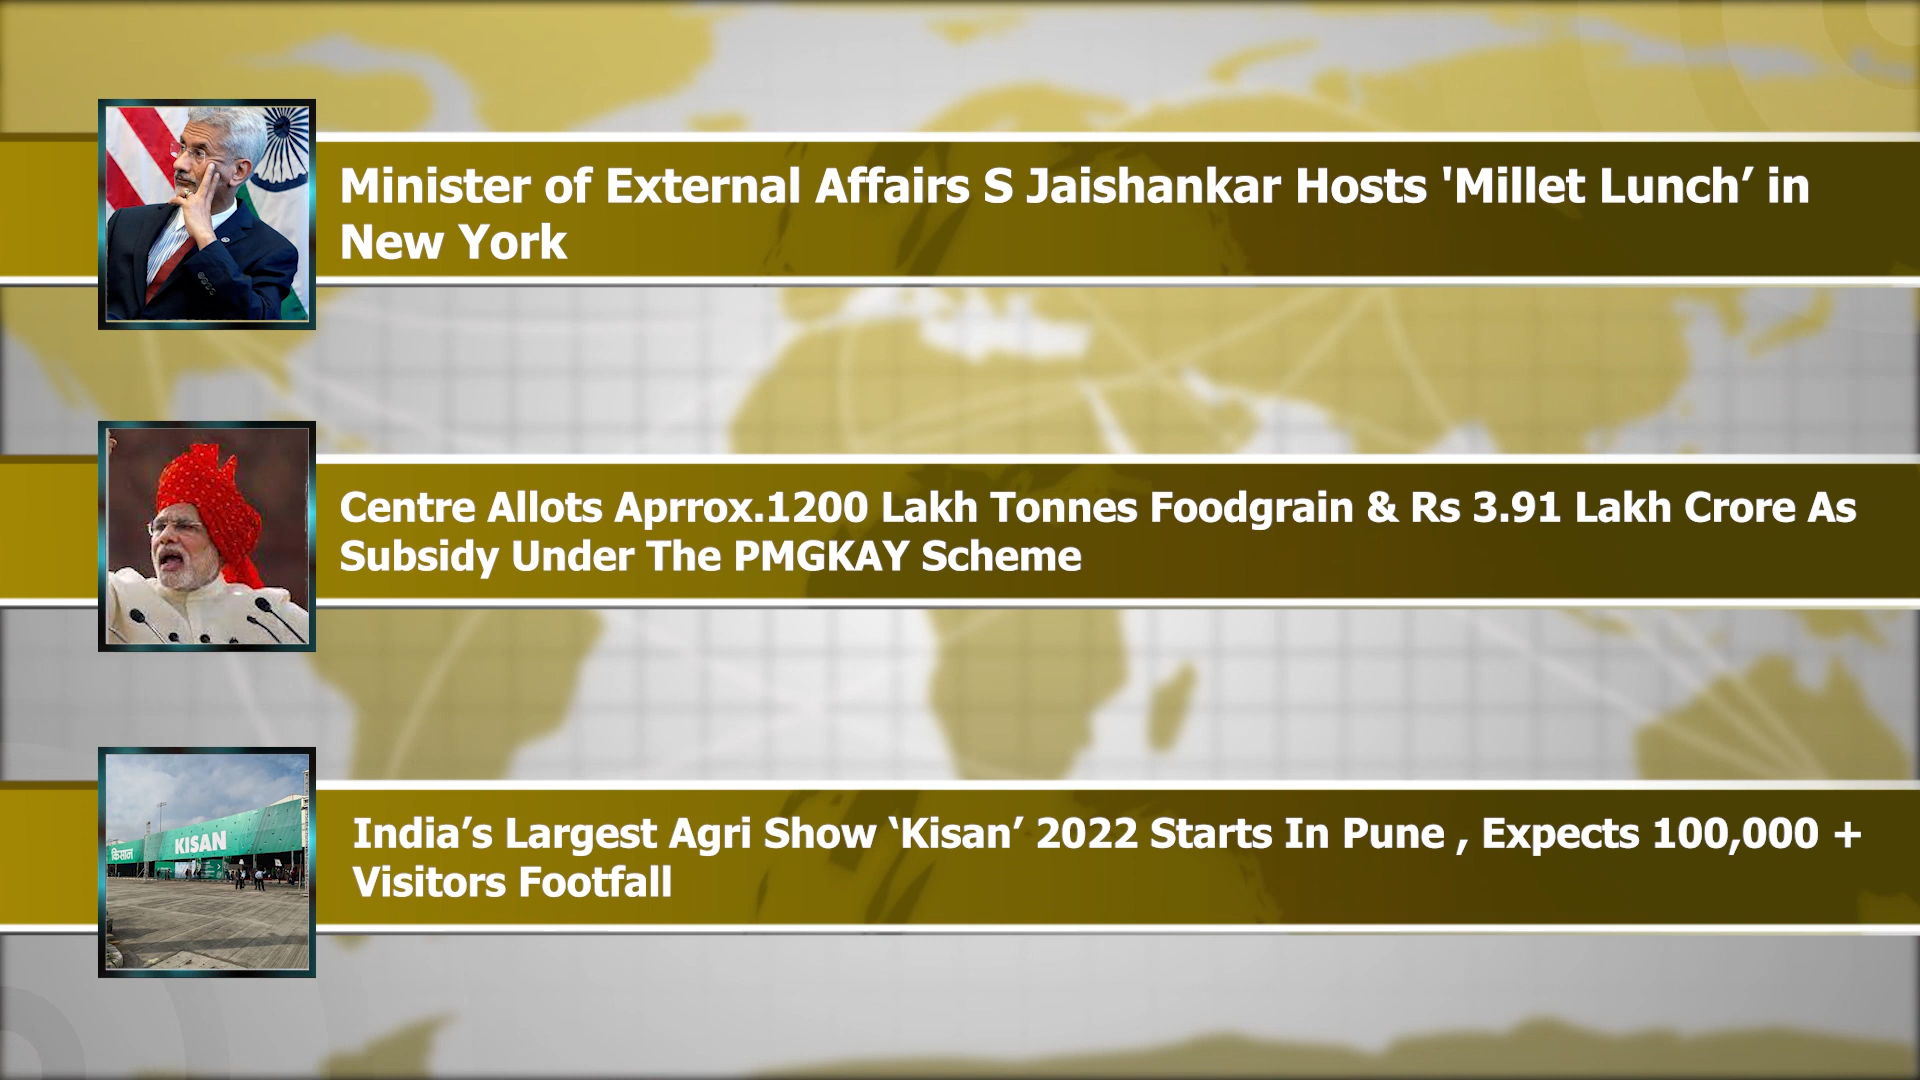 Minister of External Affairs S Jaishankar Hosts 'Millet Lunch’ in
New York
Centre Allots Aprrox.1200 Lakh Tonnes Foodgrain & Rs 3.91 Lakh Crore As
Subsidy Under The PMGKAY Scheme
किसान
KISAN
India’s Largest Agri Show ‘Kisan’ 2022 Starts In Pune , Expects 100,000 +
Visitors Footfall